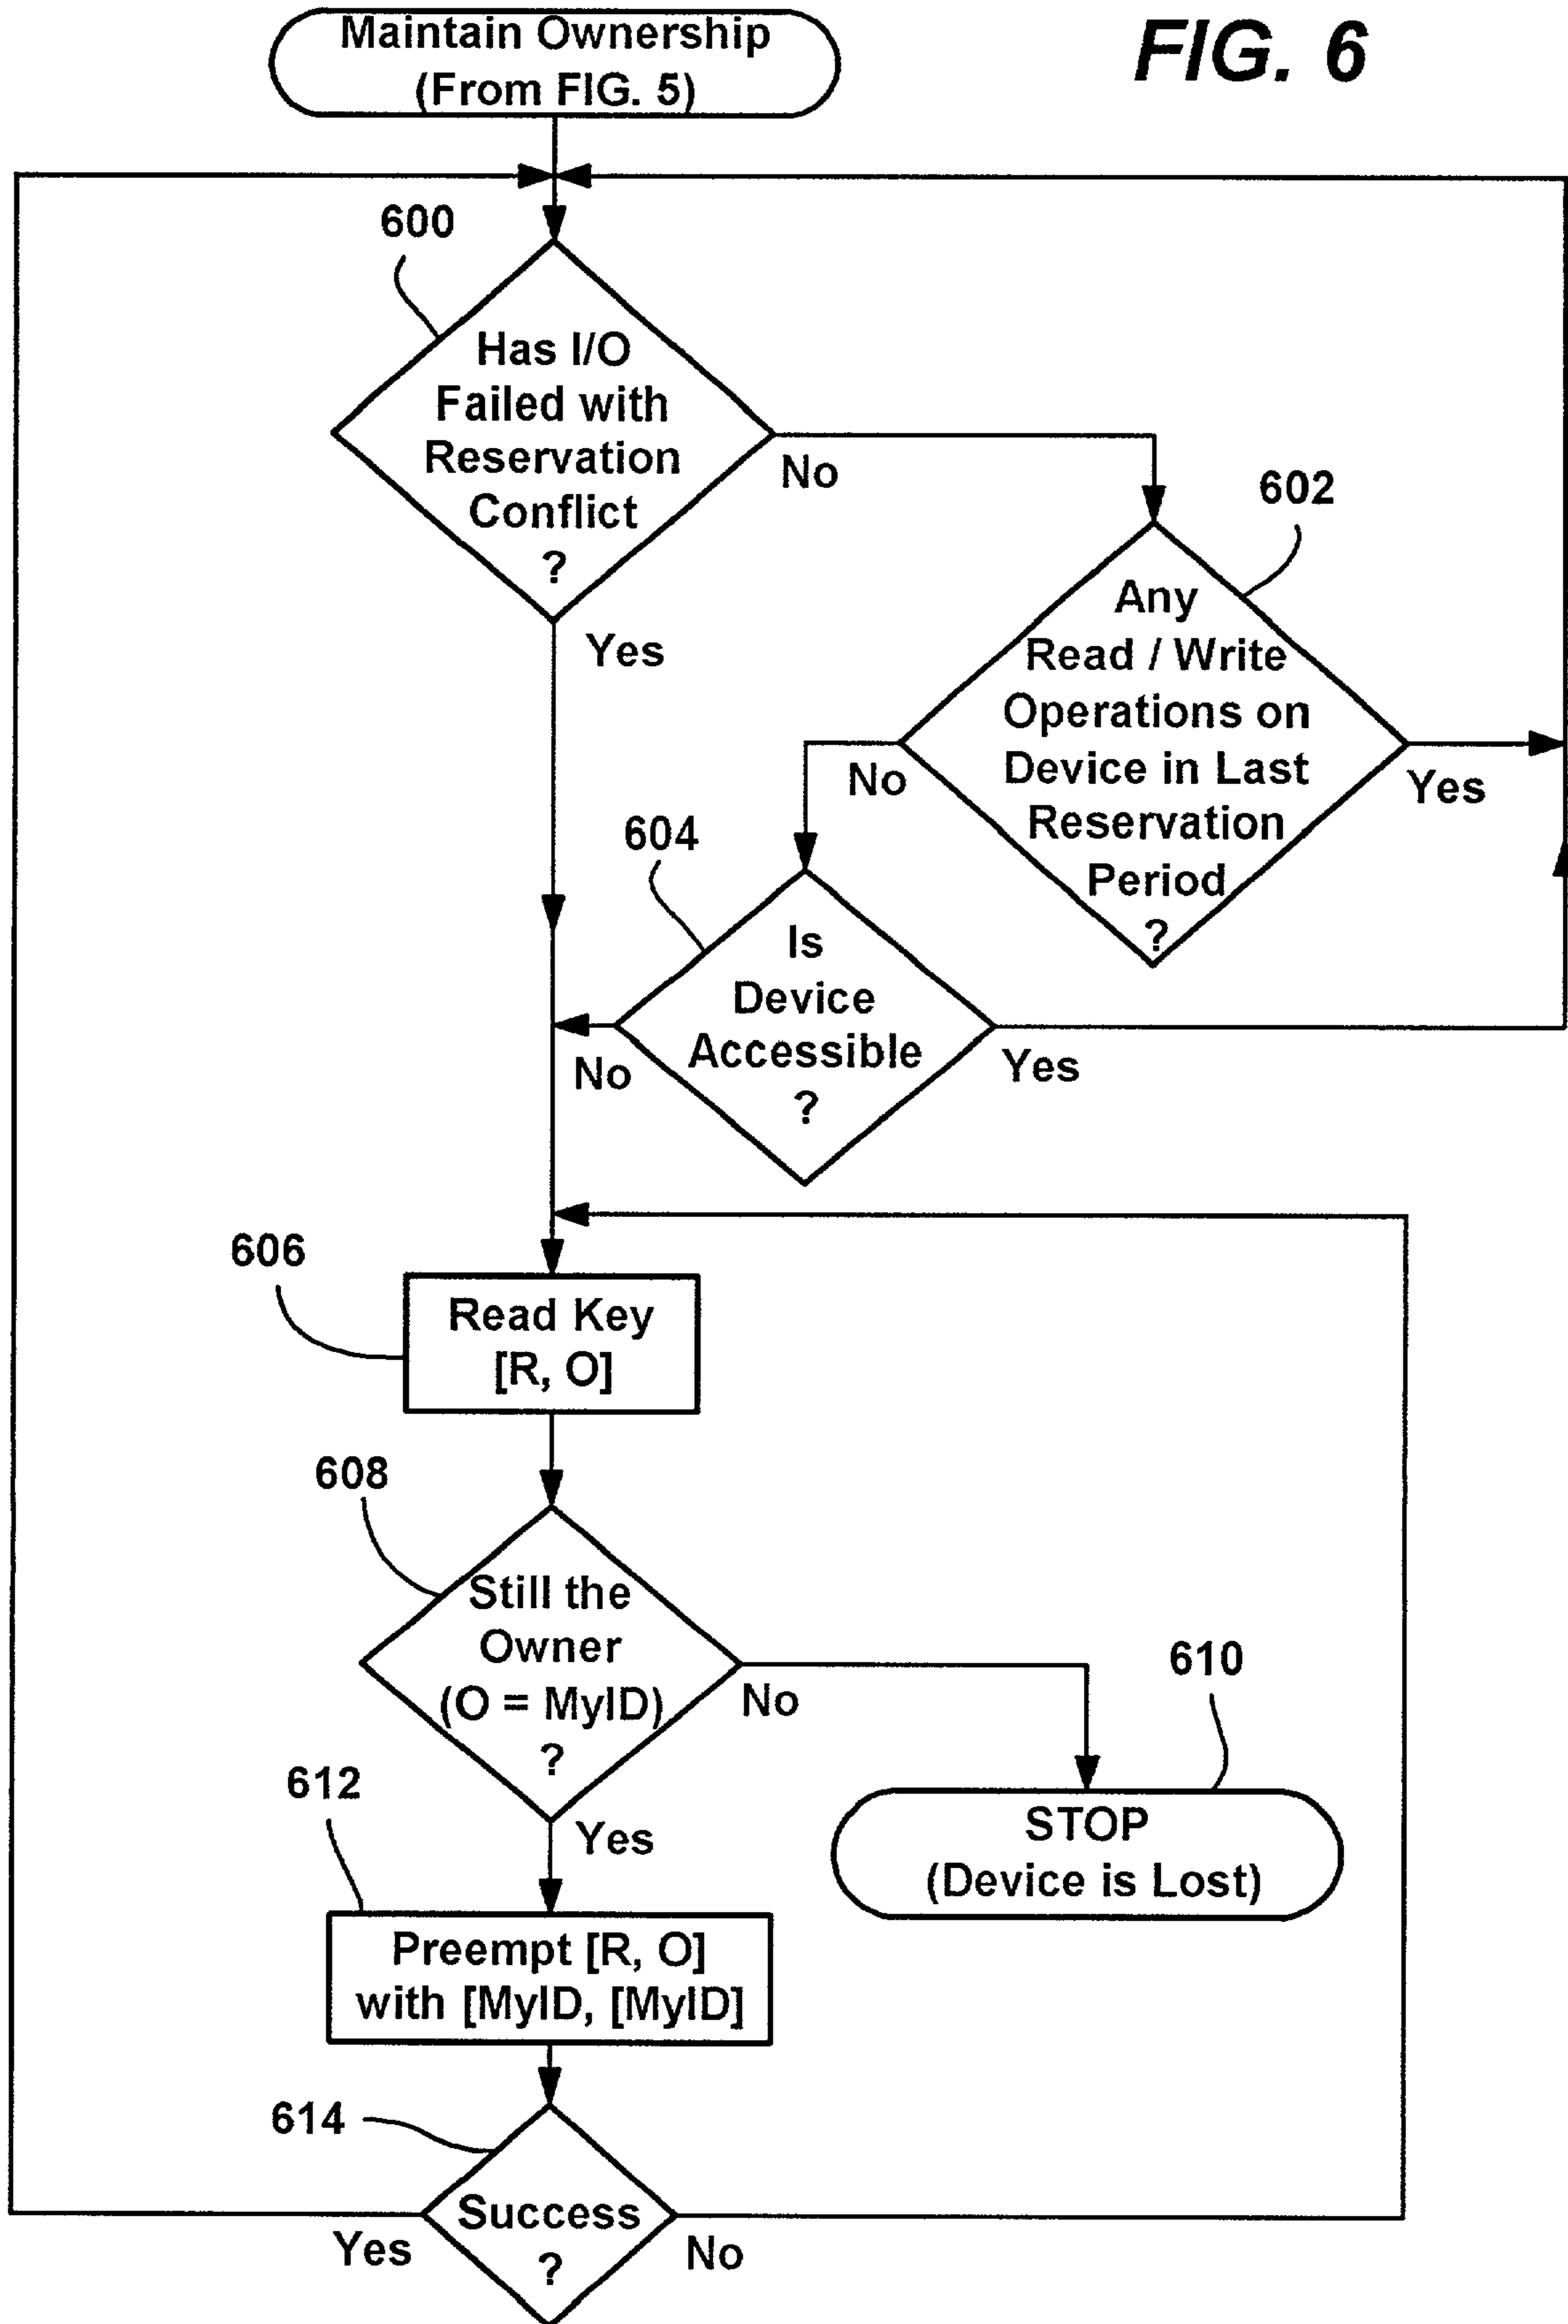 Maintain Ownership
(From FIG. 5)
FIG. 6
600
Has I/O
Failed with
Reservation
Conflict
?
No
Yes
602
Any
Read / Write
Operations on
Device in Last
Reservation
Period
?
No
Yes
604
Is
Device
Accessible
?
No
Yes
606
Read Key
[R, O]
608
Still the
Owner
(O = MyID)
?
No
Yes
610
STOP
(Device is Lost)
612
Preempt [R, O]
with [MyID, [MyID]
614
Success
?
Yes
No